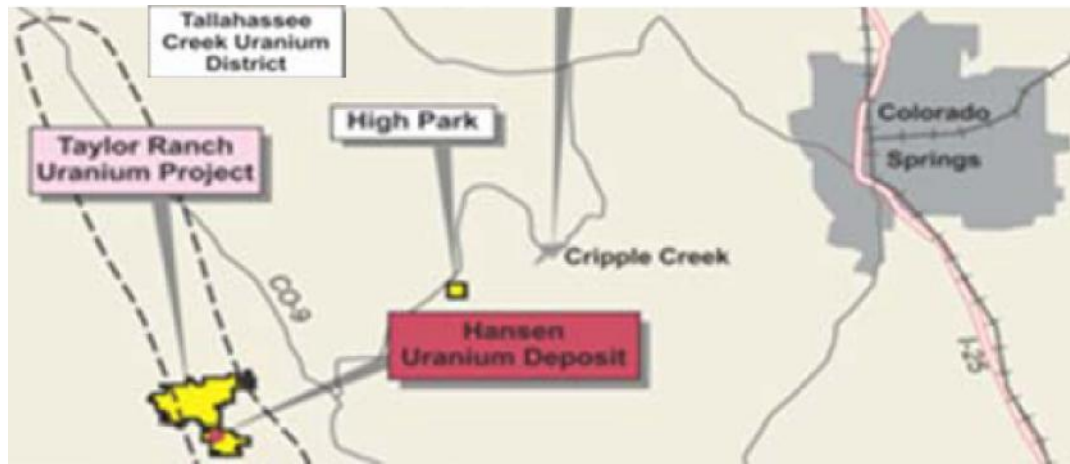 Tallahassee
Creek Uranium
District
High Park
Taylor Ranch
Uranium Project
Colorado
Springs
Cripple Creek
CO-9
Hansen
Uranium Deposit
I-25